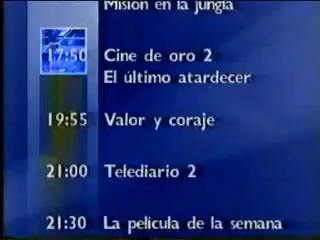 Misión en la jungla
17:50 Cine de oro 2
El último atardecer
19:55 Valor y coraje
21:00 Telediario 2
21:30 La película de la semana